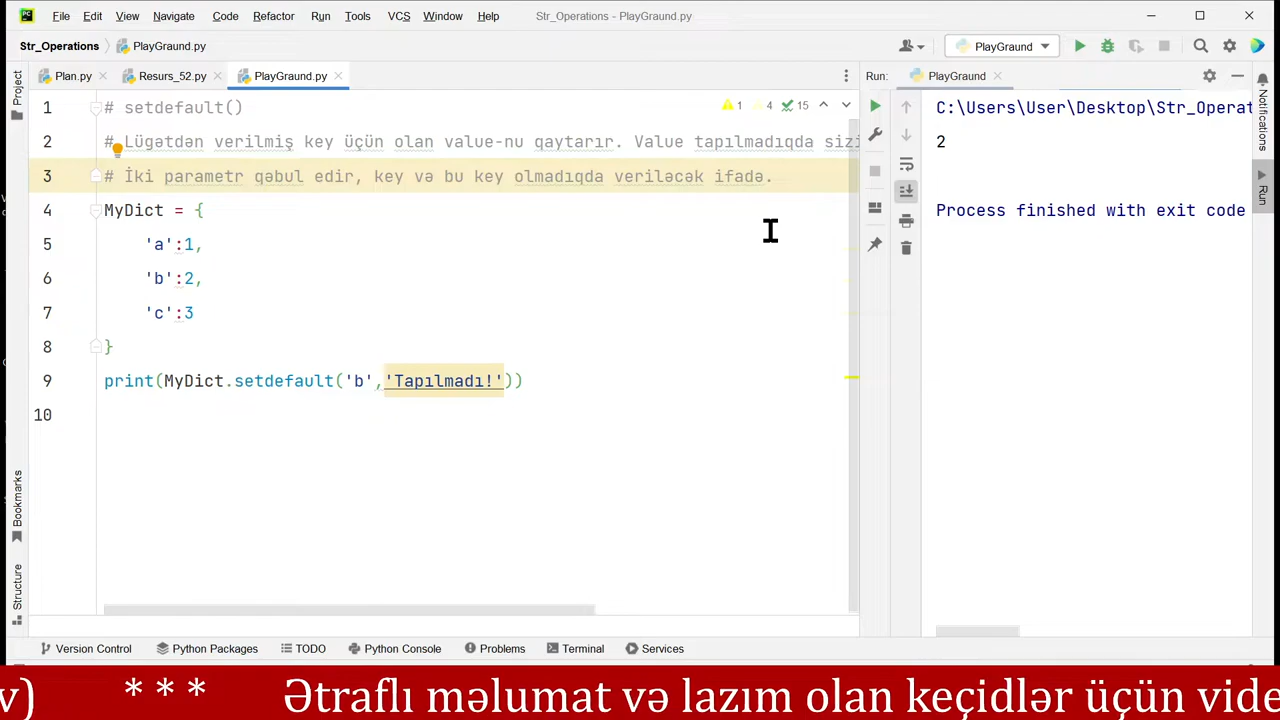 File Edit View Navigate Code Refactor Run Tools VCS Window Help Str_Operations - PlayGraund.py
Str_Operations PlayGraund.py PlayGraund
Project
Plan.py Resurs_52.py PlayGraund.py
Run: PlayGraund
Notifications
Run
1 4 15
1 # setdefault()
2 # Lügətdən verilmiş key üçün olan value-nu qaytarır. Value tapılmadıqda sizi
3 # İki parametr qəbul edir, key və bu key olmadıqda veriləcək ifadə.
4 MyDict = {
5 'a':1,
6 'b':2,
7 'c':3
8 }
9 print(MyDict.setdefault('b','Tapılmadı!'))
10
C:\Users\User\Desktop\Str_Operat
2
Process finished with exit code
Bookmarks
Structure
Version Control Python Packages TODO Python Console Problems Terminal Services
v) * * * Ətraflı məlumat və lazım olan keçidlər üçün vide